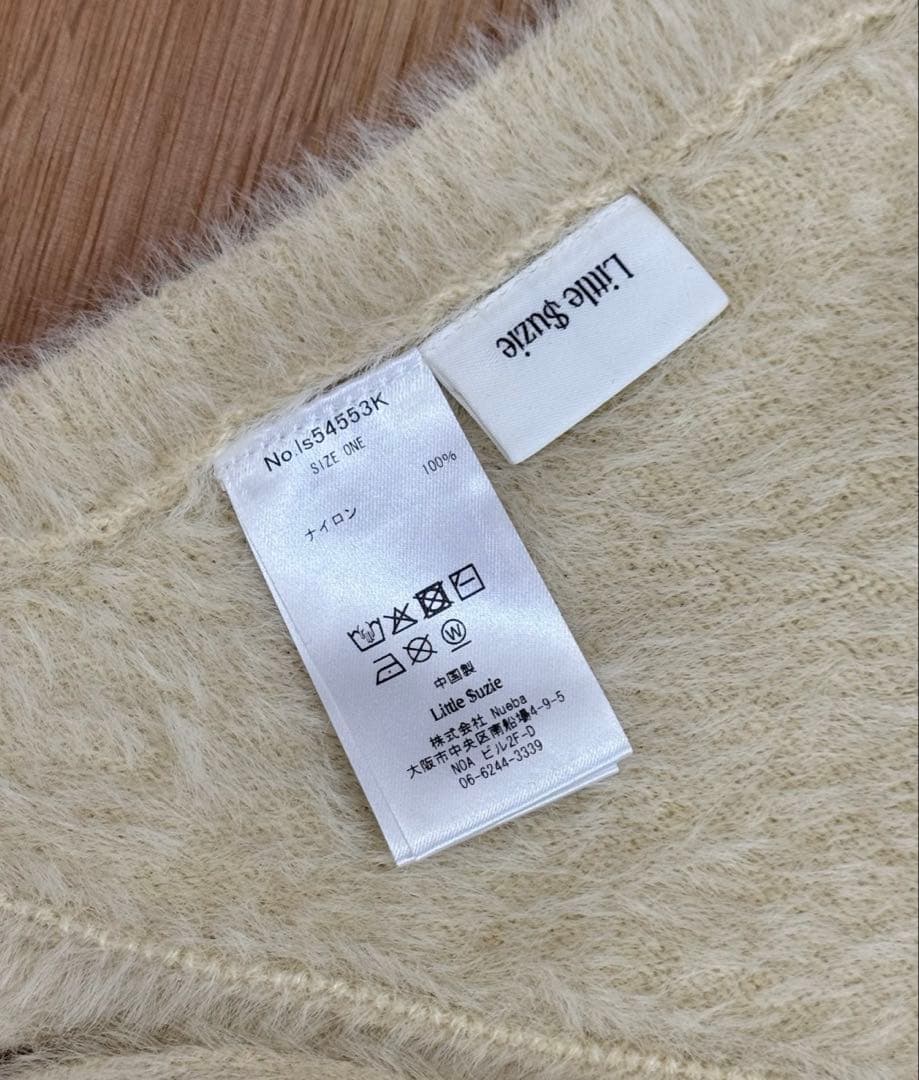 Little $uzie
No.ls54553K
SIZE ONE
ナイロン 100%
W
中国製
Little $uzie
株式会社 Nueba
大阪市中央区南船場4-9-5
NOA ビル2F-D
06-6244-3339